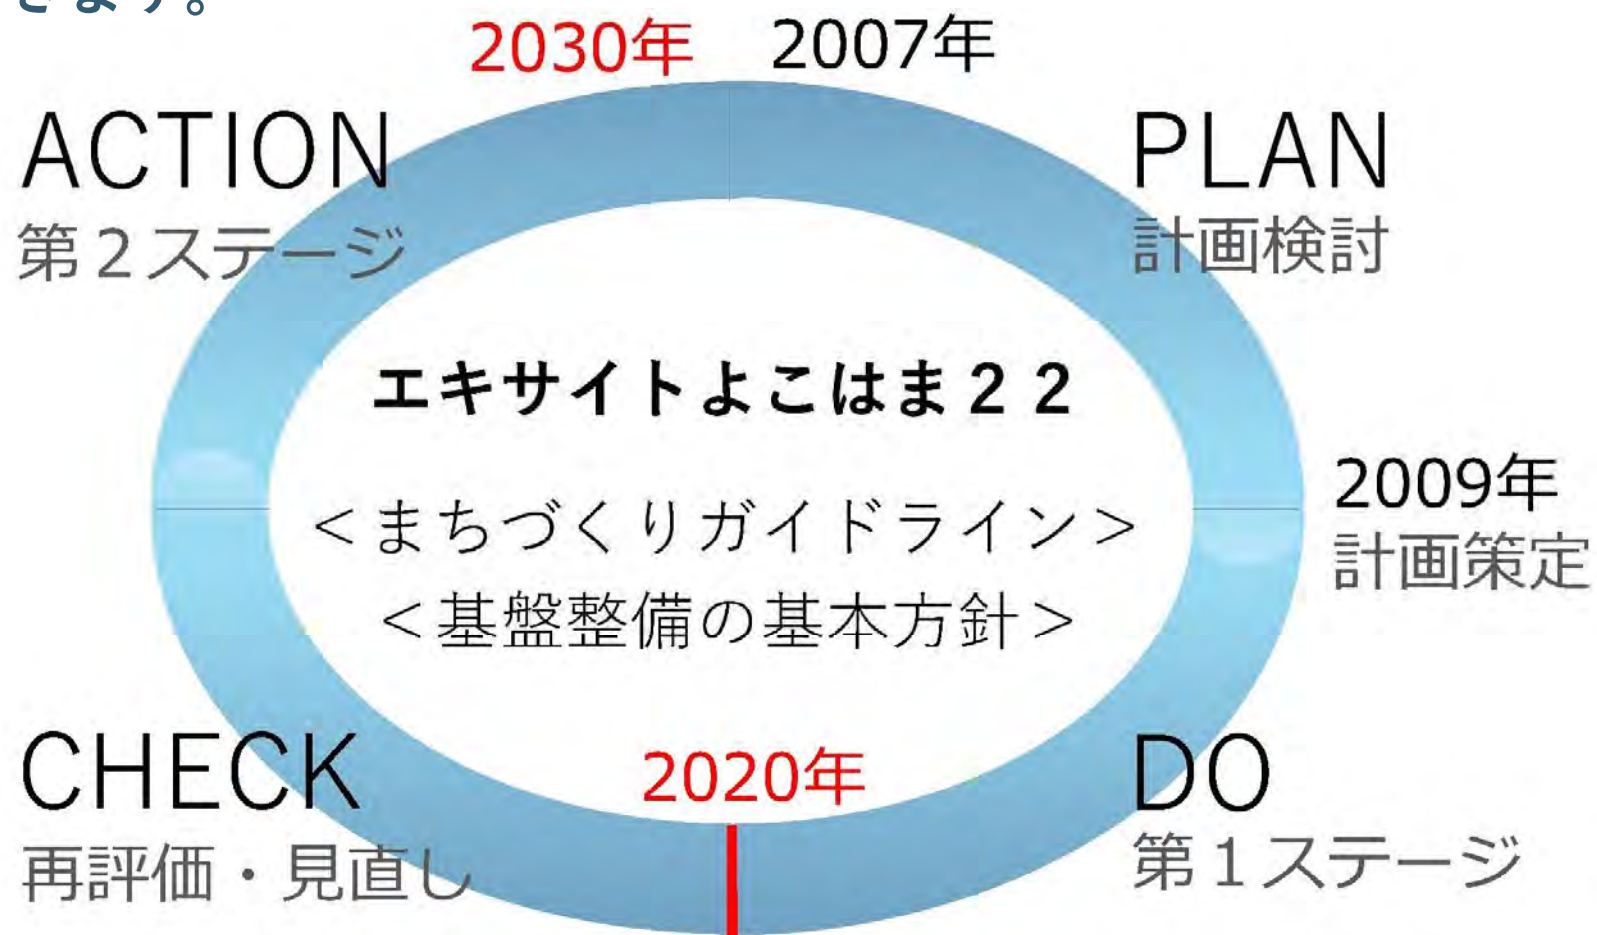 きます。
2030年 2007年
ACTION
第２ステージ
PLAN
計画検討
エキサイトよこはま２２
＜まちづくりガイドライン＞
＜基盤整備の基本方針＞
2009年
計画策定
CHECK
再評価・見直し
2020年
DO
第１ステージ